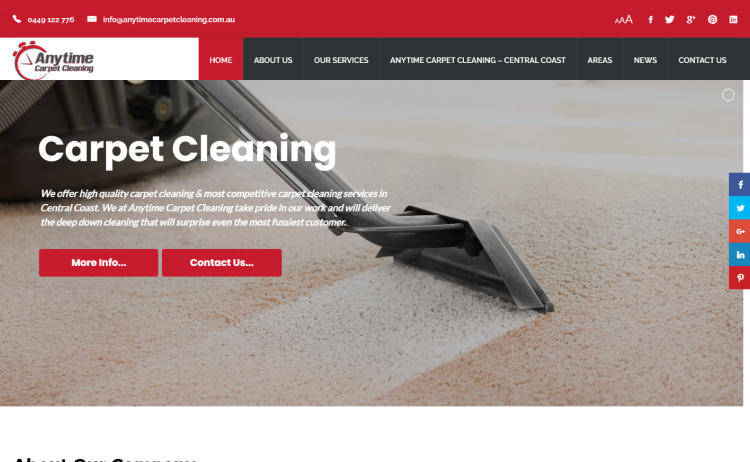 0449 122 776
info@anytimecarpetcleaning.com.au
AAA
Anytime
Carpet Cleaning
HOME
ABOUT US
OUR SERVICES
ANYTIME CARPET CLEANING – CENTRAL COAST
AREAS
NEWS
CONTACT US
Carpet Cleaning
We offer high quality carpet cleaning & most competitive carpet cleaning services in
Central Coast. We at Anytime Carpet Cleaning take pride in our work and will deliver
the deep down cleaning that will surprise even the most fussiest customer.
More Info...
Contact Us...
About Our Company